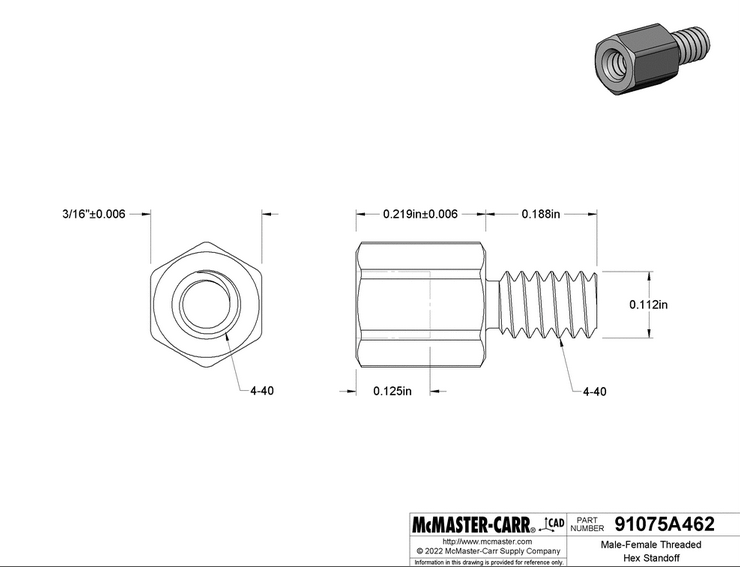 3/16"±0.006
0.219in±0.006
0.188in
0.112in
4-40
0.125in
4-40
McMASTER-CARR® CAD
http://www.mcmaster.com
© 2022 McMaster-Carr Supply Company
Information in this drawing is provided for reference only.
PART
NUMBER
91075A462
Male-Female Threaded
Hex Standoff